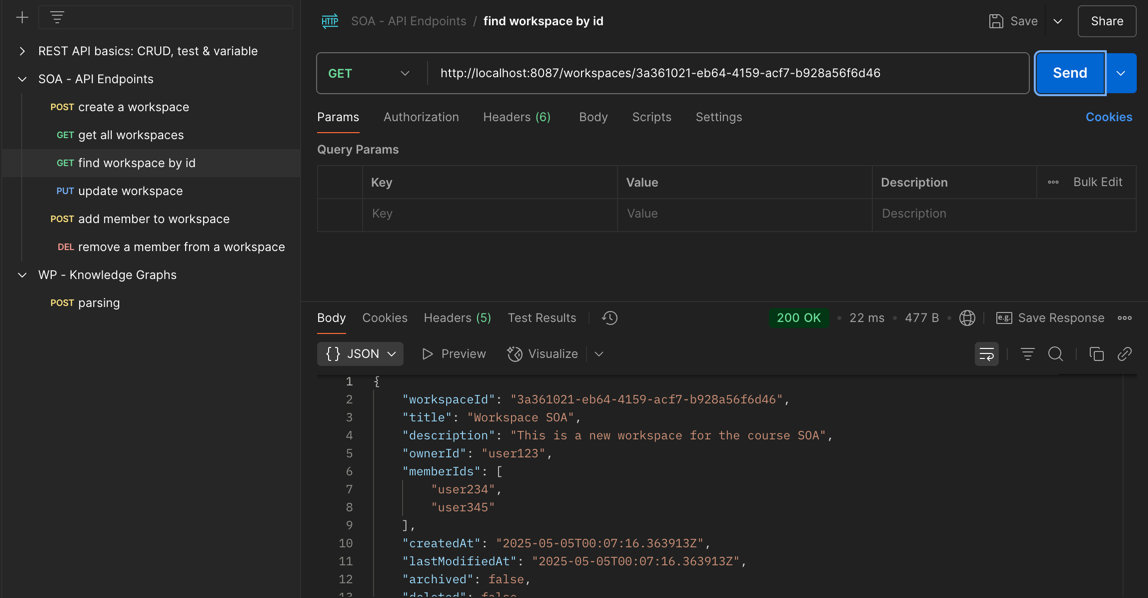 REST API basics: CRUD, test & variable
SOA - API Endpoints
POST create a workspace
GET get all workspaces
GET find workspace by id
PUT update workspace
POST add member to workspace
DEL remove a member from a workspace
WP - Knowledge Graphs
POST parsing
HTTP SOA - API Endpoints / find workspace by id
Save
Share
GET
http://localhost:8087/workspaces/3a361021-eb64-4159-acf7-b928a56f6d46
Send
Params Authorization Headers (6) Body Scripts Settings Cookies
Query Params
Key Value Description Bulk Edit
Key Value Description
Body Cookies Headers (5) Test Results 200 OK • 22 ms • 477 B • e.g. Save Response
{} JSON Preview Visualize
1 {
2 "workspaceId": "3a361021-eb64-4159-acf7-b928a56f6d46",
3 "title": "Workspace SOA",
4 "description": "This is a new workspace for the course SOA",
5 "ownerId": "user123",
6 "memberIds": [
7 "user234",
8 "user345"
9 ],
10 "createdAt": "2025-05-05T00:07:16.363913Z",
11 "lastModifiedAt": "2025-05-05T00:07:16.363913Z",
12 "archived": false,
13 "deleted": false